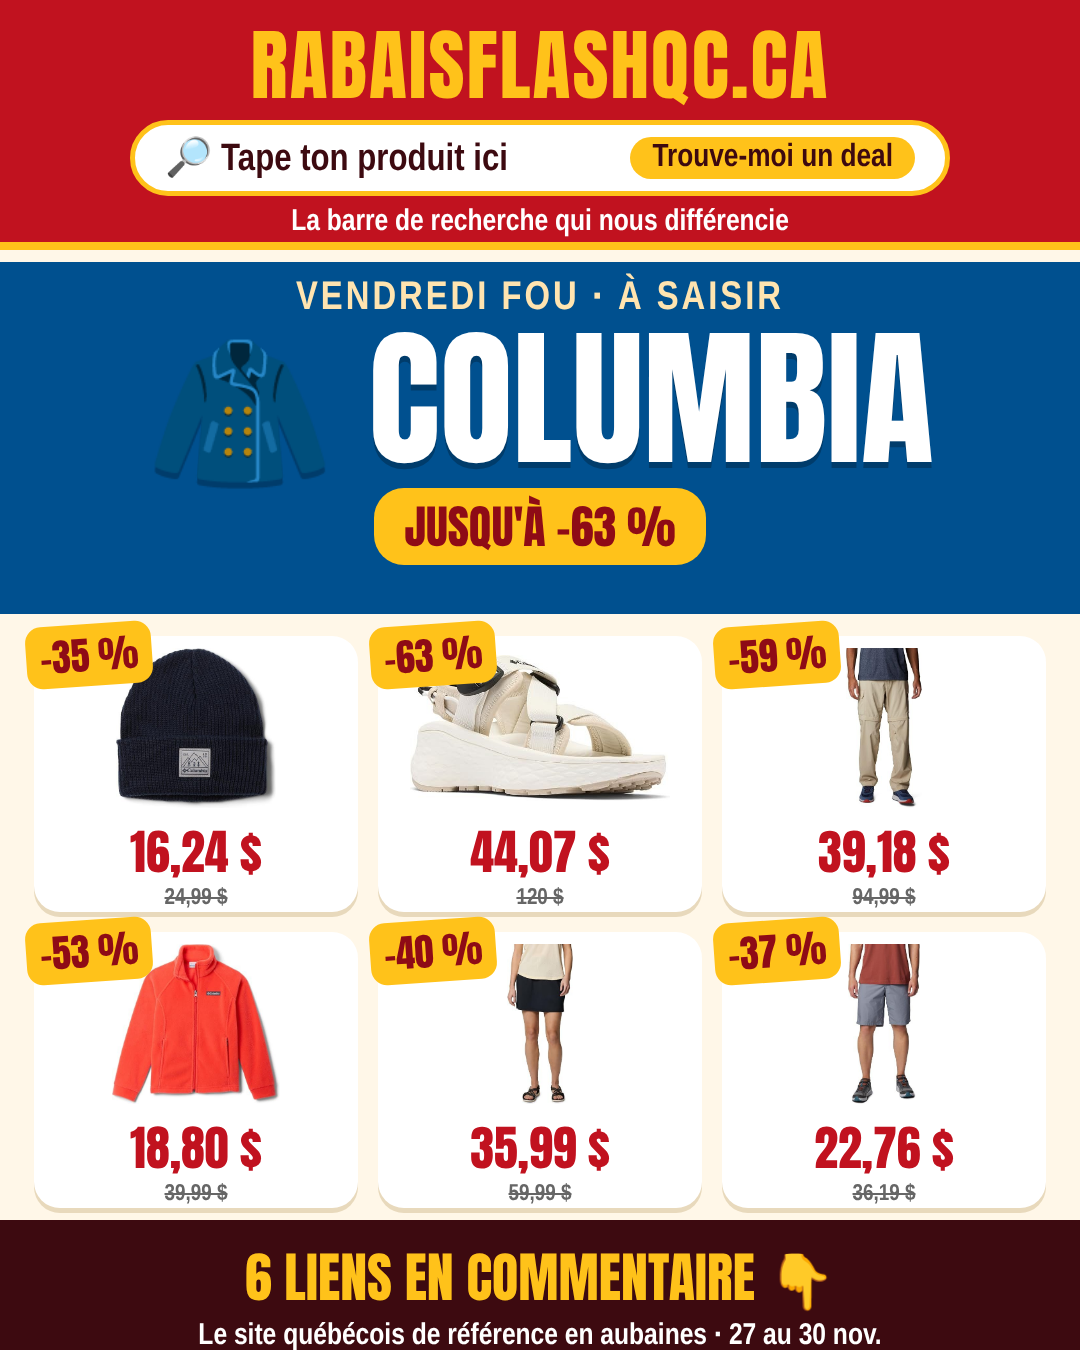 RABAISFLASHQC.CA
Tape ton produit ici
Trouve-moi un deal
La barre de recherche qui nous différencie
VENDREDI FOU · À SAISIR
COLUMBIA
JUSQU'À -63 %
-35 %
-63 %
-59 %
16,24 $
44,07 $
39,18 $
24,99 $
120 $
94,99 $
-53 %
-40 %
-37 %
18,80 $
35,99 $
22,76 $
39,99 $
59,99 $
36,19 $
6 LIENS EN COMMENTAIRE
Le site québécois de référence en aubaines · 27 au 30 nov.